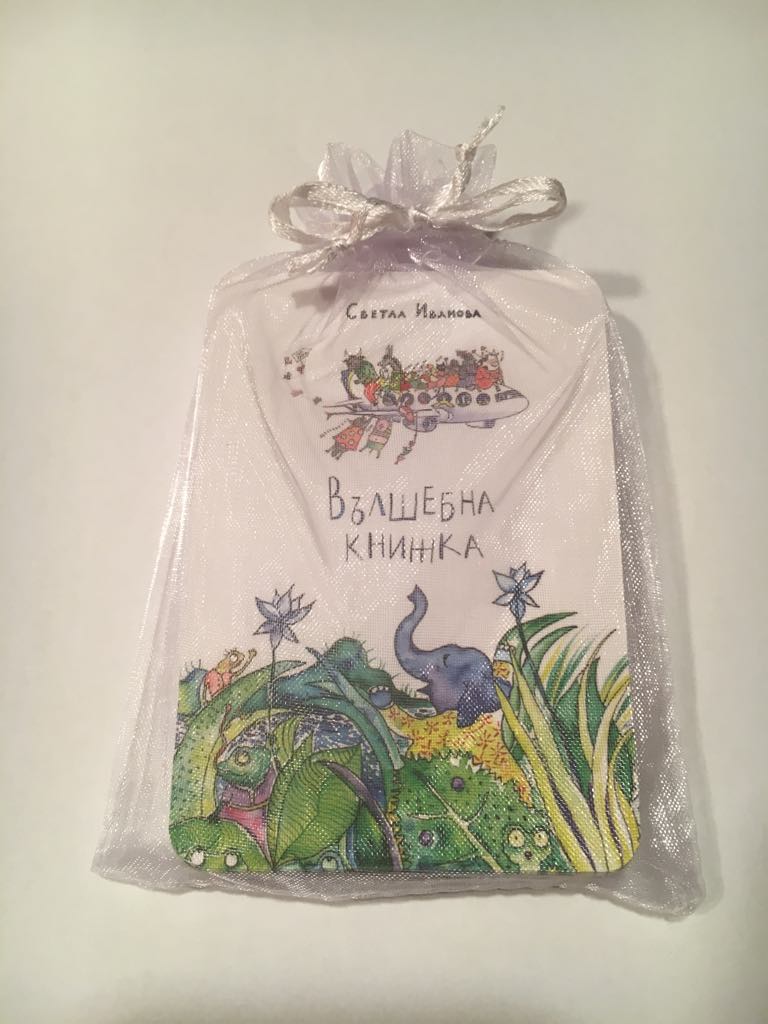 Светла Иванова
Вълшебна
книжка